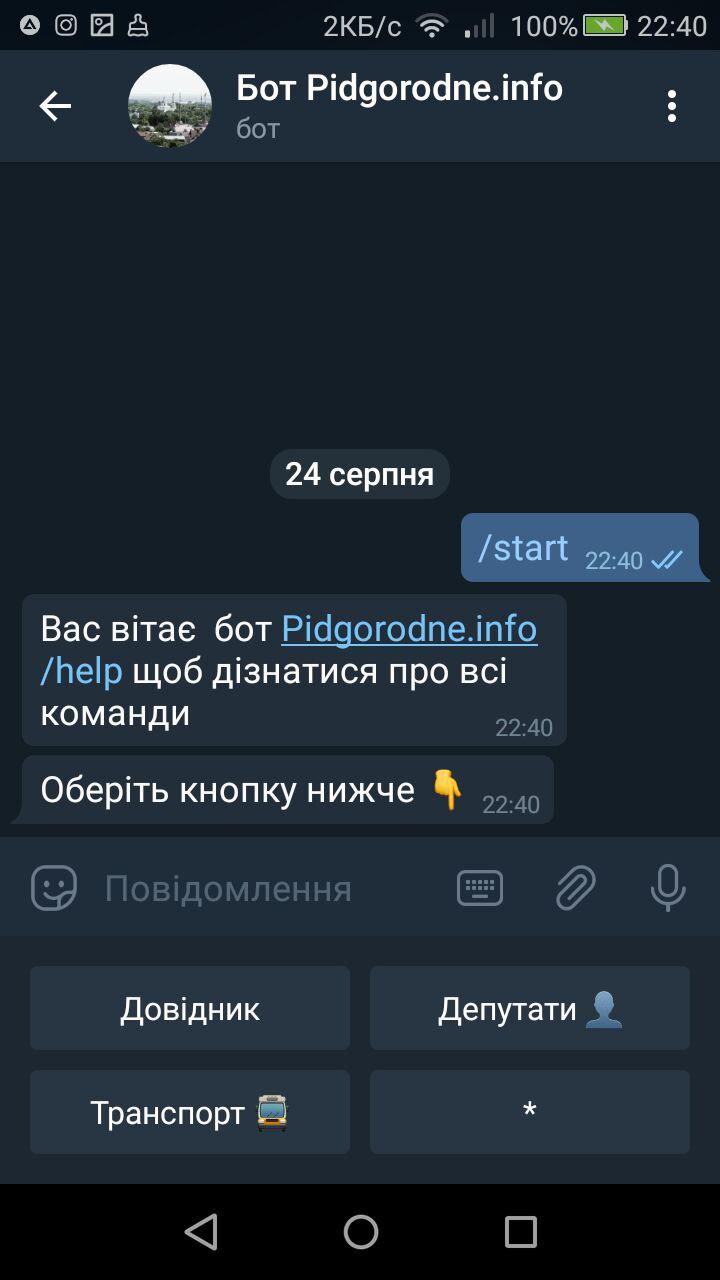 2КБ/с 100% 22:40
Бот Pidgorodne.info
бот
24 серпня
/start 22:40
Вас вітає бот Pidgorodne.info
/help щоб дізнатися про всі
команди 22:40
Оберіть кнопку нижче 👇 22:40
Повідомлення
Довідник Депутати 👤
Транспорт 🚍 *